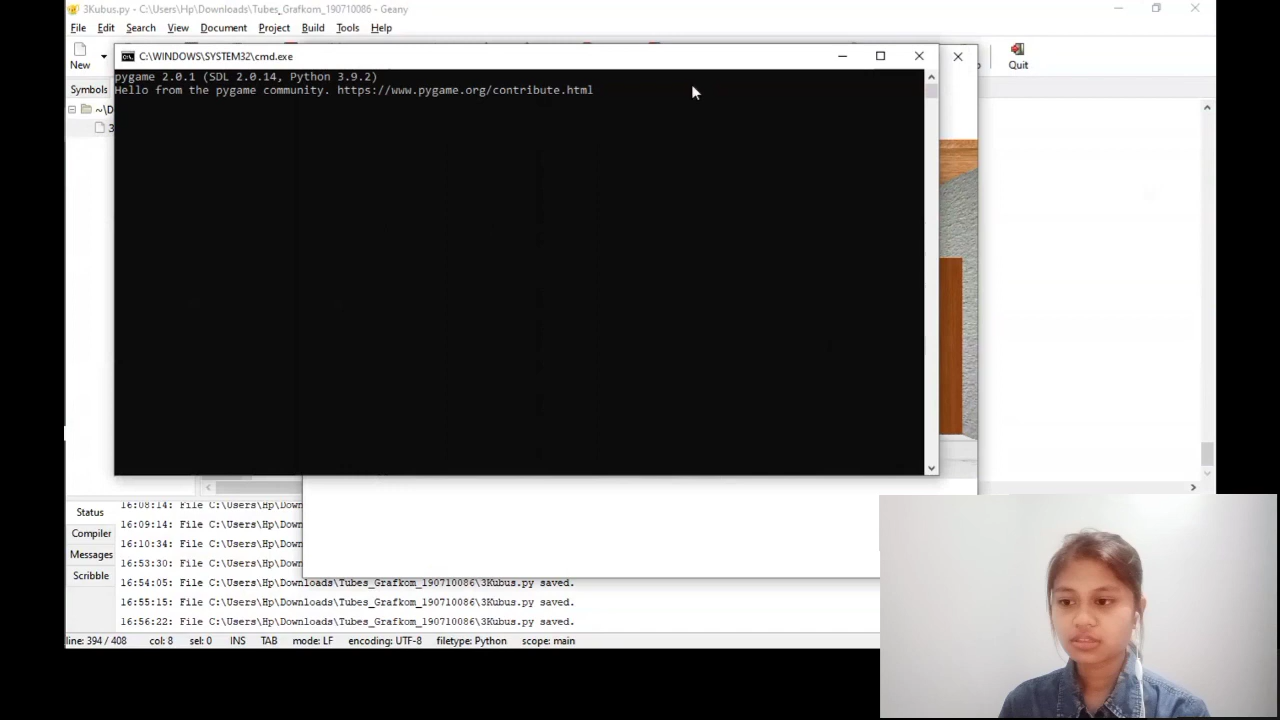 3Kubus.py - C:\Users\Hp\Downloads\Tubes_Grafkom_190710086 - Geany
File Edit Search View Document Project Build Tools Help
New
Quit
C:\WINDOWS\SYSTEM32\cmd.exe
pygame 2.0.1 (SDL 2.0.14, Python 3.9.2)
Hello from the pygame community. https://www.pygame.org/contribute.html
Symbols
~\D
3
Status
Compiler
Messages
Scribble
16:08:14: File C:\Users\Hp\Down
16:09:14: File C:\Users\Hp\Down
16:10:34: File C:\Users\Hp\Down
16:53:30: File C:\Users\Hp\Down
16:54:05: File C:\Users\Hp\Downloads\Tubes_Grafkom_190710086\3Kubus.py saved.
16:55:15: File C:\Users\Hp\Downloads\Tubes_Grafkom_190710086\3Kubus.py saved.
16:56:22: File C:\Users\Hp\Downloads\Tubes_Grafkom_190710086\3Kubus.py saved.
line: 394 / 408 col: 8 sel: 0 INS TAB mode: LF encoding: UTF-8 filetype: Python scope: main